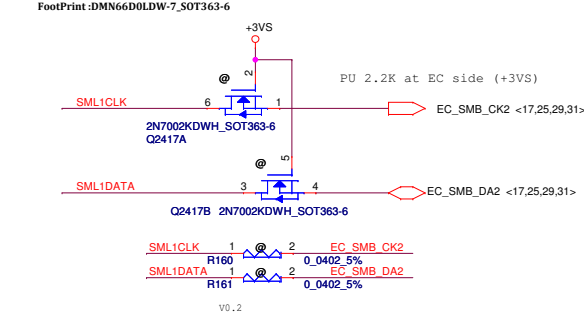 FootPrint :DMN66D0LDW-7_SOT363-6
+3VS
@
2
PU 2.2K at EC side (+3VS)
SML1CLK 6 1 EC_SMB_CK2 <17,25,29,31>
2N7002KDWH_SOT363-6
Q2417A
@
5
SML1DATA 3 4 EC_SMB_DA2 <17,25,29,31>
Q2417B 2N7002KDWH_SOT363-6
SML1CLK 1 @ 2 EC_SMB_CK2
R160 0_0402_5%
SML1DATA 1 @ 2 EC_SMB_DA2
R161 0_0402_5%
V0.2